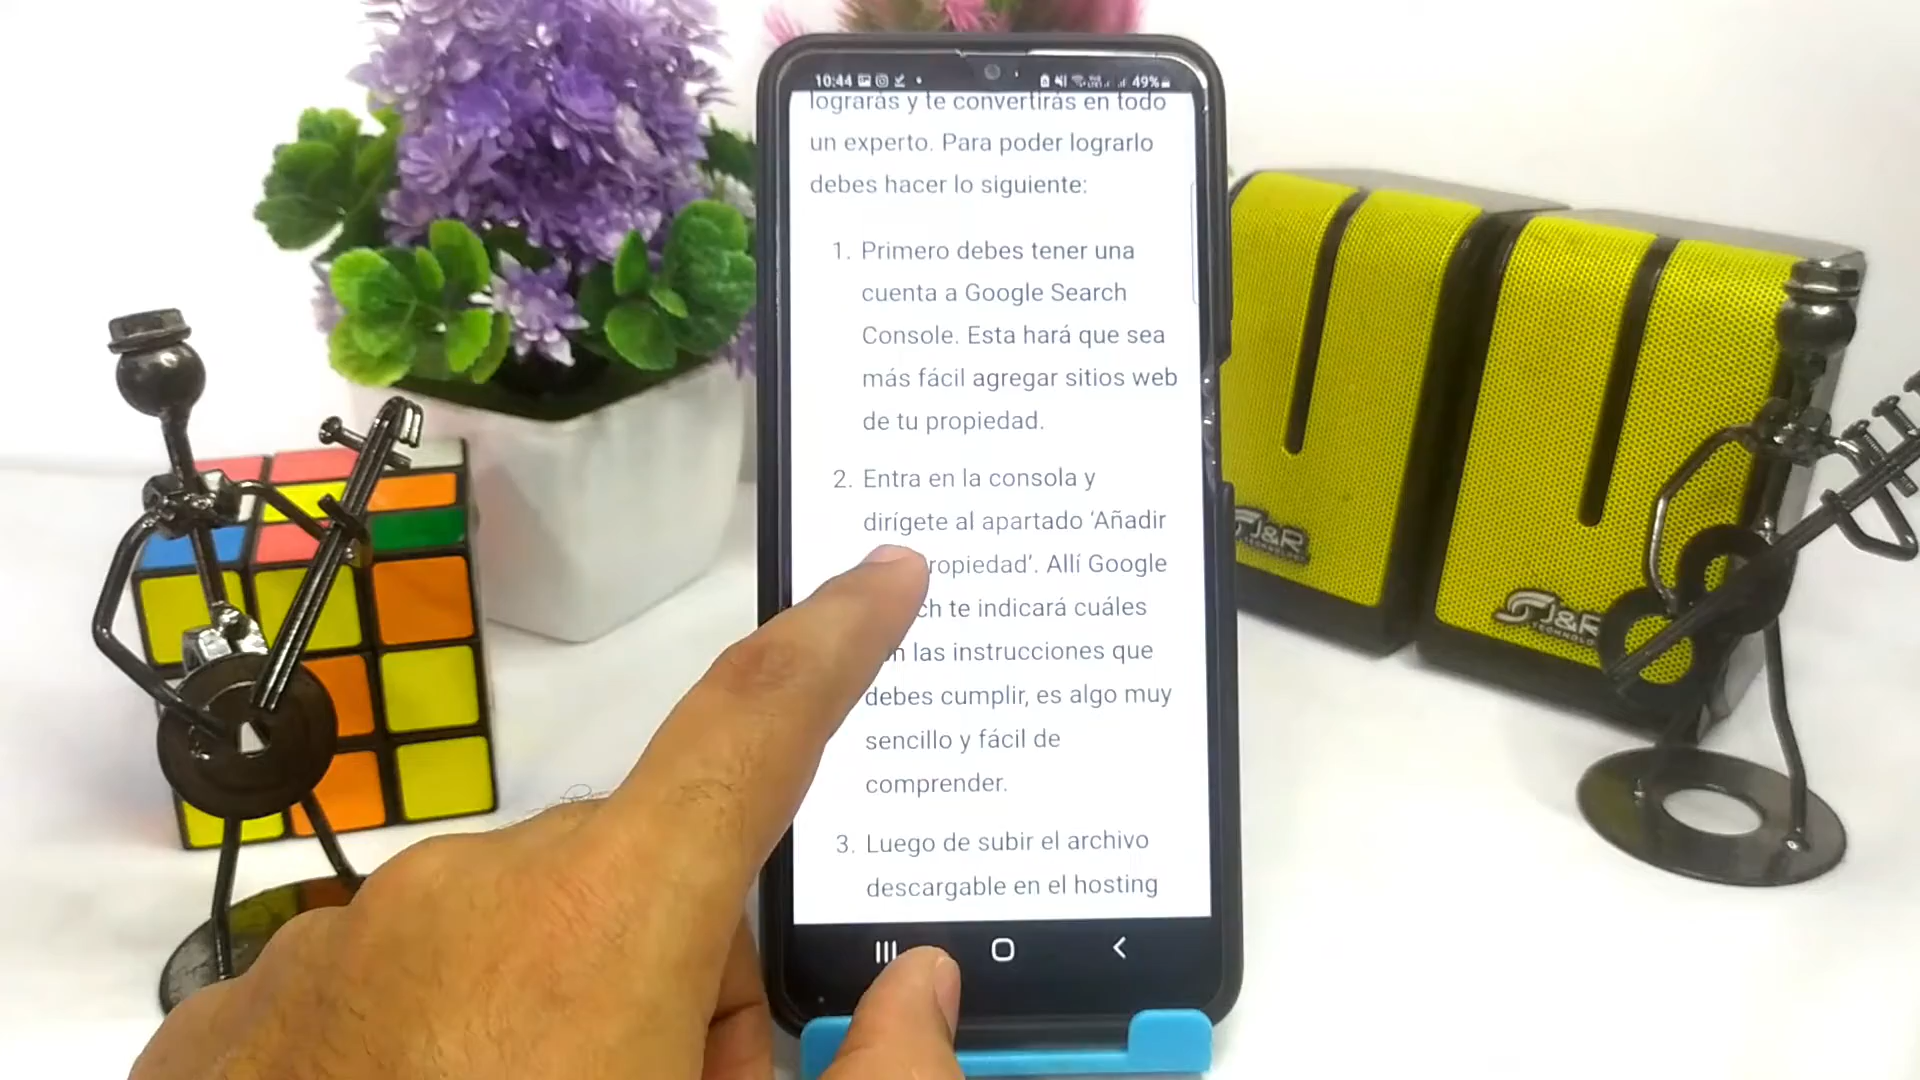 10:44
49%
lograrás y te convertirás en todo
un experto. Para poder lograrlo
debes hacer lo siguiente:
1. Primero debes tener una
cuenta a Google Search
Console. Esta hará que sea
más fácil agregar sitios web
de tu propiedad.
2. Entra en la consola y
dirígete al apartado ‘Añadir
ropiedad’. Allí Google
ch te indicará cuáles
n las instrucciones que
debes cumplir, es algo muy
sencillo y fácil de
comprender.
3. Luego de subir el archivo
descargable en el hosting
J&R
TECHNOLOGY
J&R
TECHNOLO